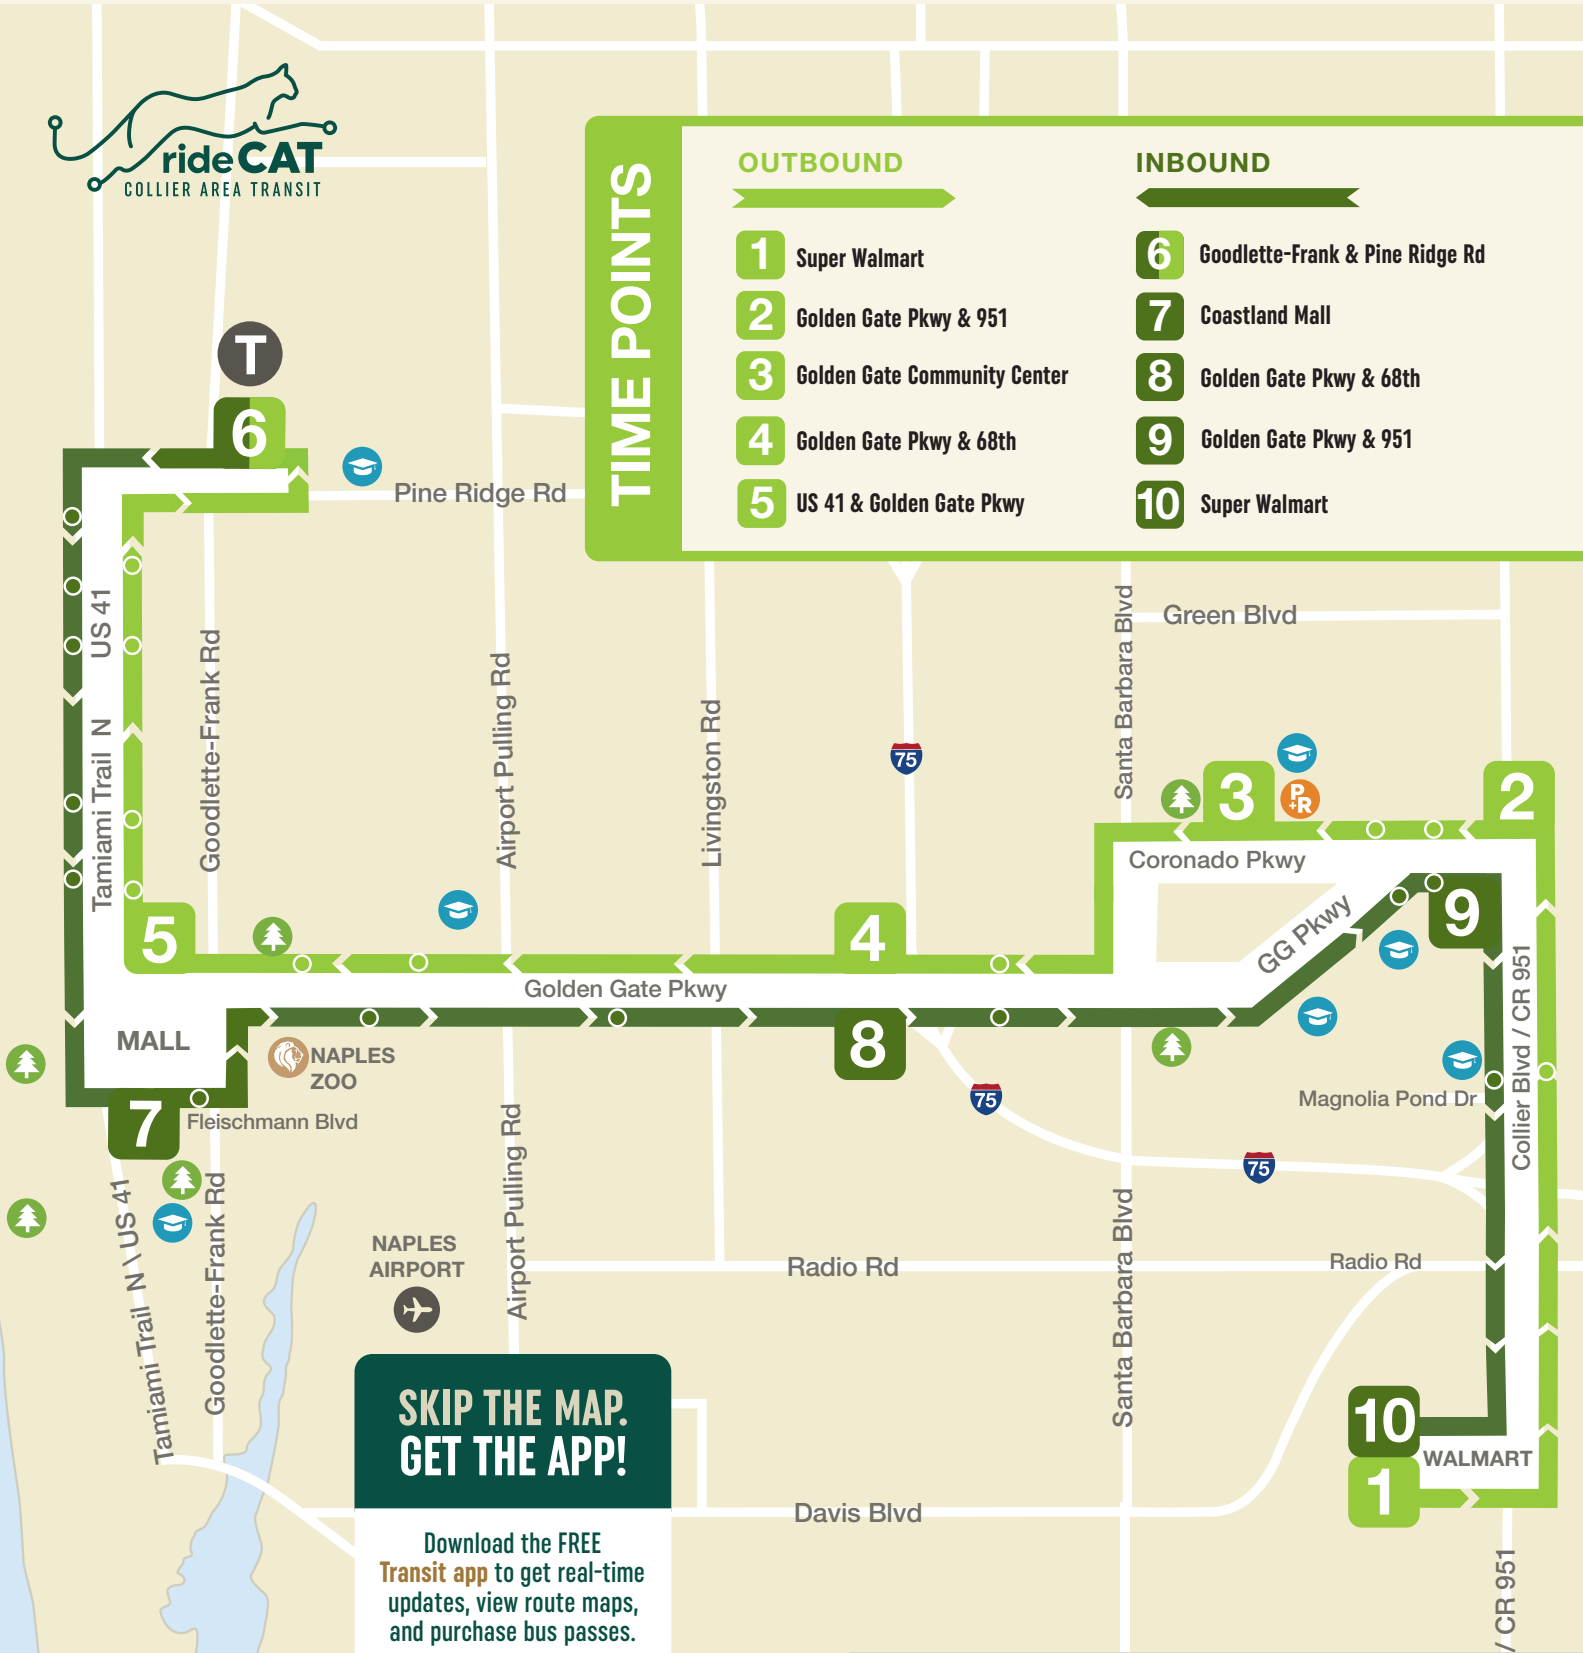 rideCAT
COLLIER AREA TRANSIT
TIME POINTS
OUTBOUND
1 Super Walmart
2 Golden Gate Pkwy & 951
3 Golden Gate Community Center
4 Golden Gate Pkwy & 68th
5 US 41 & Golden Gate Pkwy
INBOUND
6 Goodlette-Frank & Pine Ridge Rd
7 Coastland Mall
8 Golden Gate Pkwy & 68th
9 Golden Gate Pkwy & 951
10 Super Walmart
T
6
Pine Ridge Rd
US 41
Tamiami Trail N
Goodlette-Frank Rd
Airport Pulling Rd
Livingston Rd
75
Santa Barbara Blvd
Green Blvd
3
P+R
2
Coronado Pkwy
5
4
9
GG Pkwy
Golden Gate Pkwy
Collier Blvd / CR 951
MALL
8
NAPLES
ZOO
7
Fleischmann Blvd
75
Magnolia Pond Dr
75
Tamiami Trail N \ US 41
Goodlette-Frank Rd
Airport Pulling Rd
Santa Barbara Blvd
NAPLES
AIRPORT
Radio Rd
Radio Rd
10
WALMART
1
Davis Blvd
/ CR 951
SKIP THE MAP.
GET THE APP!
Download the FREE
Transit app to get real-time
updates, view route maps,
and purchase bus passes.